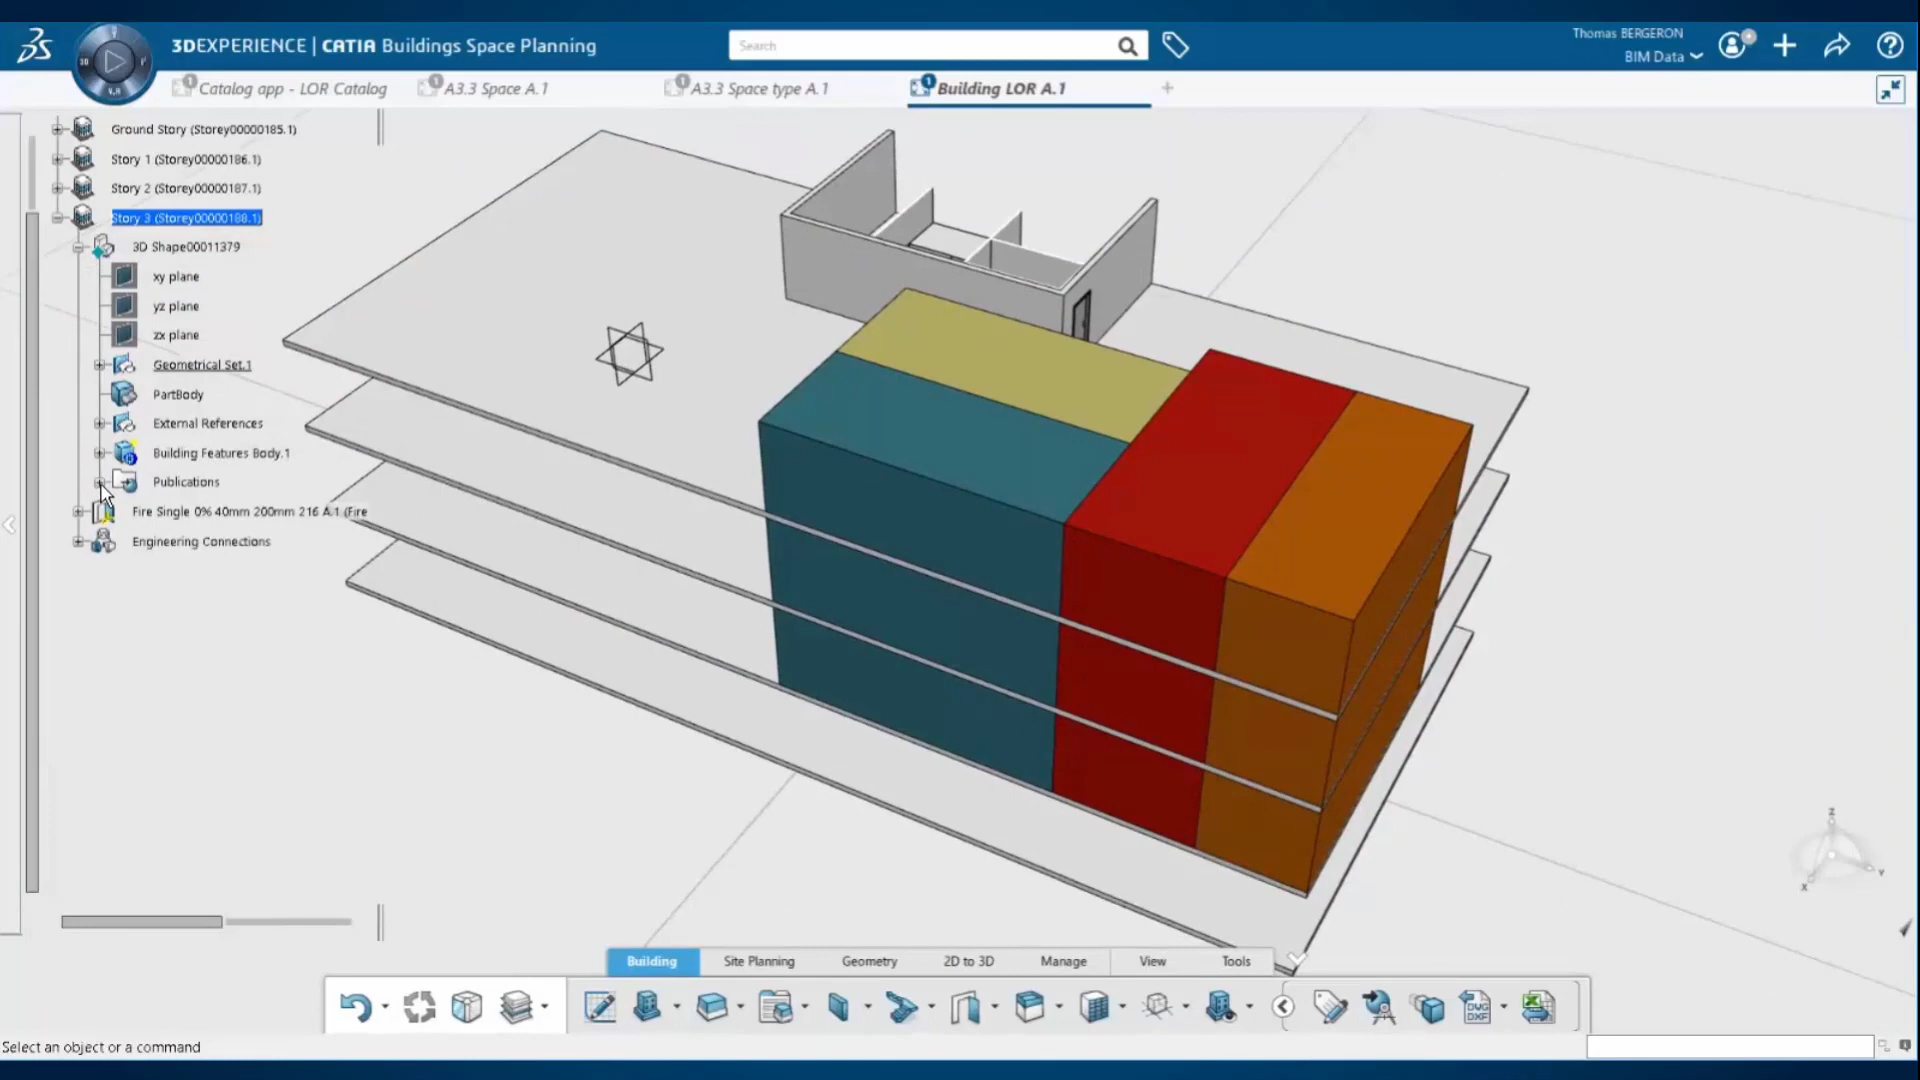 3DEXPERIENCE | CATIA Buildings Space Planning
Search
Thomas BERGERON
BIM Data
Catalog app - LOR Catalog
A3.3 Space A.1
A3.3 Space type A.1
Building LOR A.1
Ground Story (Storey00000185.1)
Story 1 (Storey00000186.1)
Story 2 (Storey00000187.1)
Story 3 (Storey00000188.1)
3D Shape00011379
xy plane
yz plane
zx plane
Geometrical Set.1
PartBody
External References
Building Features Body.1
Publications
Fire Single 0% 40mm 200mm 216 A.1 (Fire
Engineering Connections
Z
X
Y
Building
Site Planning
Geometry
2D to 3D
Manage
View
Tools
DWG
DXF
Select an object or a command